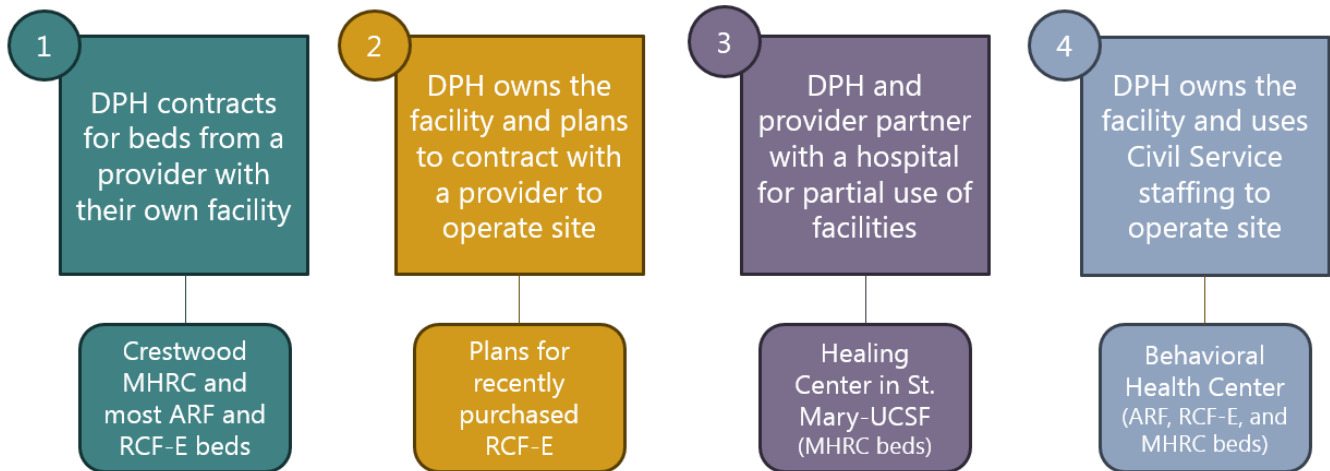 1
DPH contracts
for beds from a
provider with
their own facility
Crestwood
MHRC and
most ARF and
RCF-E beds
2
DPH owns the
facility and plans
to contract with
a provider to
operate site
Plans for
recently
purchased
RCF-E
3
DPH and
provider partner
with a hospital
for partial use of
facilities
Healing
Center in St.
Mary-UCSF
(MHRC beds)
4
DPH owns the
facility and uses
Civil Service
staffing to
operate site
Behavioral
Health Center
(ARF, RCF-E, and
MHRC beds)